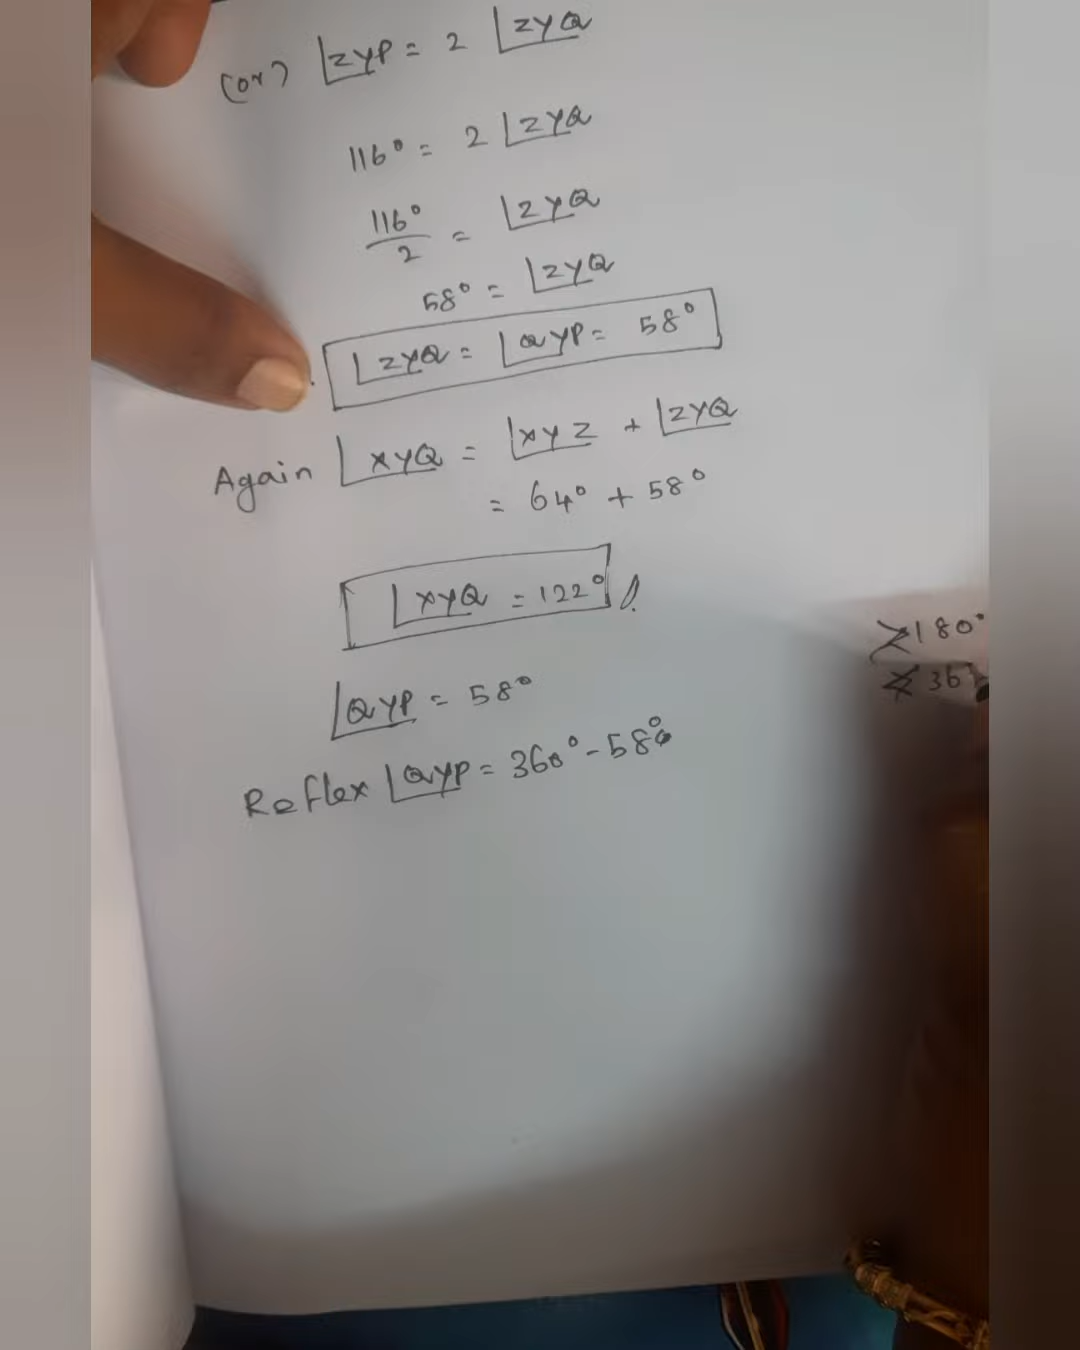 (or) ∠ZYP = 2 ∠ZYQ
116° = 2 ∠ZYQ
116°/2 = ∠ZYQ
58° = ∠ZYQ
∠ZYQ = ∠QYP = 58°
Again ∠XYQ = ∠XYZ + ∠ZYQ
= 64° + 58°
∠XYQ = 122°
>180°
∠QYP = 58°
Reflex ∠QYP = 360° - 58°